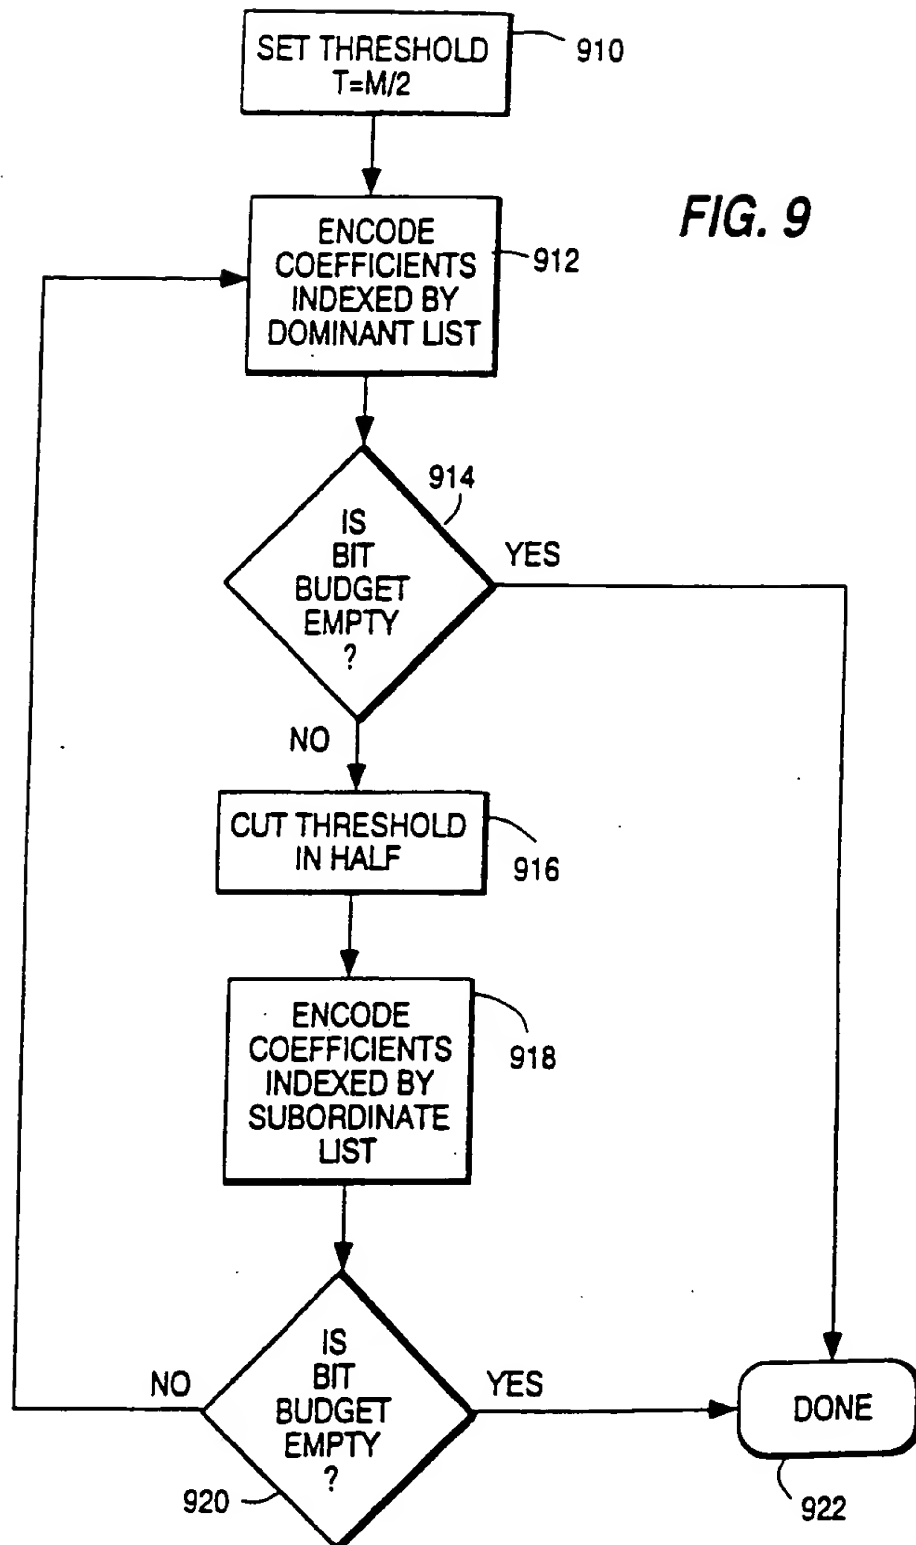 SET THRESHOLD
T=M/2
910
FIG. 9
ENCODE
COEFFICIENTS
INDEXED BY
DOMINANT LIST
912
914
IS
BIT
BUDGET
EMPTY
?
YES
NO
CUT THRESHOLD
IN HALF
916
ENCODE
COEFFICIENTS
INDEXED BY
SUBORDINATE
LIST
918
IS
BIT
BUDGET
EMPTY
?
NO
YES
920
DONE
922